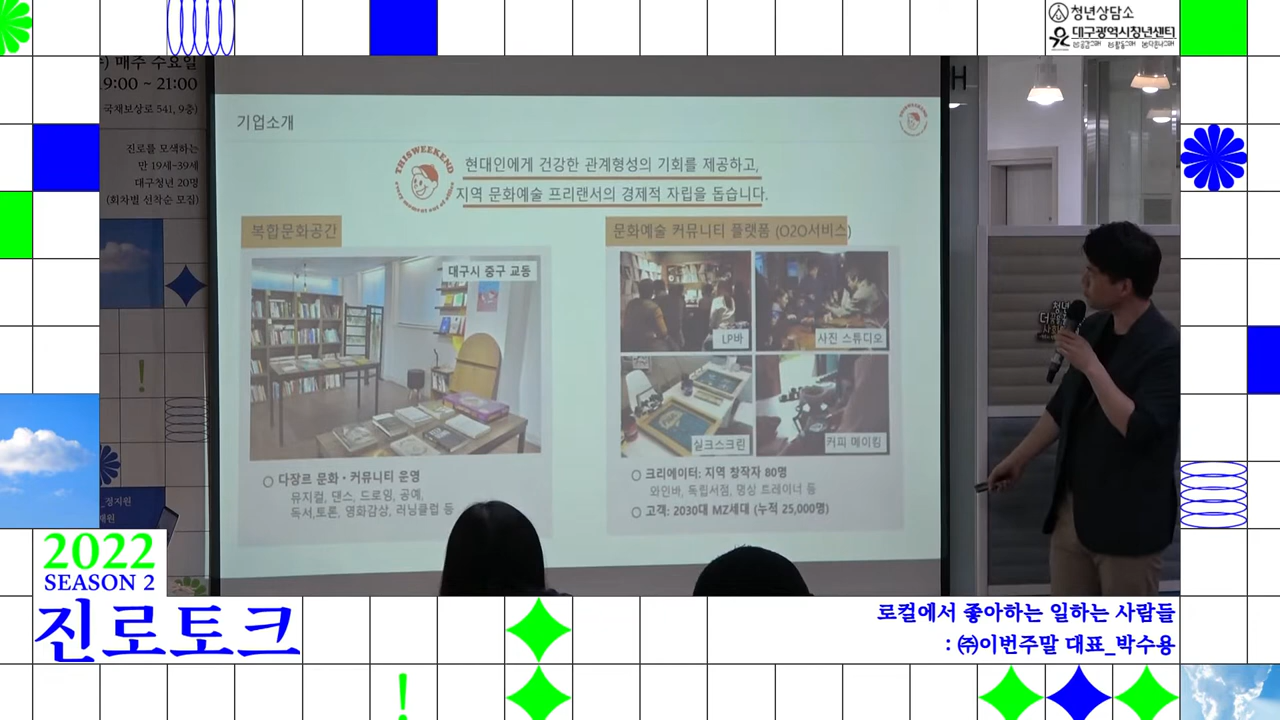 청년상담소
대구광역시청년센터
) 매주 수요일
19:00 ~ 21:00
국채보상로 541, 9층)
진로를 모색하는
만 19세~39세
대구청년 20명
(회차별 선착순 모집)
H
기업소개
THISWEEKEND
현대인에게 건강한 관계형성의 기회를 제공하고,
지역 문화예술 프리랜서의 경제적 자립을 돕습니다.
복합문화공간
문화예술 커뮤니티 플랫폼 (O2O서비스)
대구시 중구 교동
LP바
사진 스튜디오
실크스크린
커피 메이킹
다장르 문화·커뮤니티 운영
뮤지컬, 댄스, 드로잉, 공예,
독서,토론, 영화감상, 러닝클럽 등
크리에이터: 지역 창작자 80명
와인바, 독립서점, 명상 트레이너 등
고객: 2030대 MZ세대 (누적 25,000명)
청년
_정지원
2022
SEASON 2
진로토크
로컬에서 좋아하는 일하는 사람들
: ㈜이번주말 대표_박수용